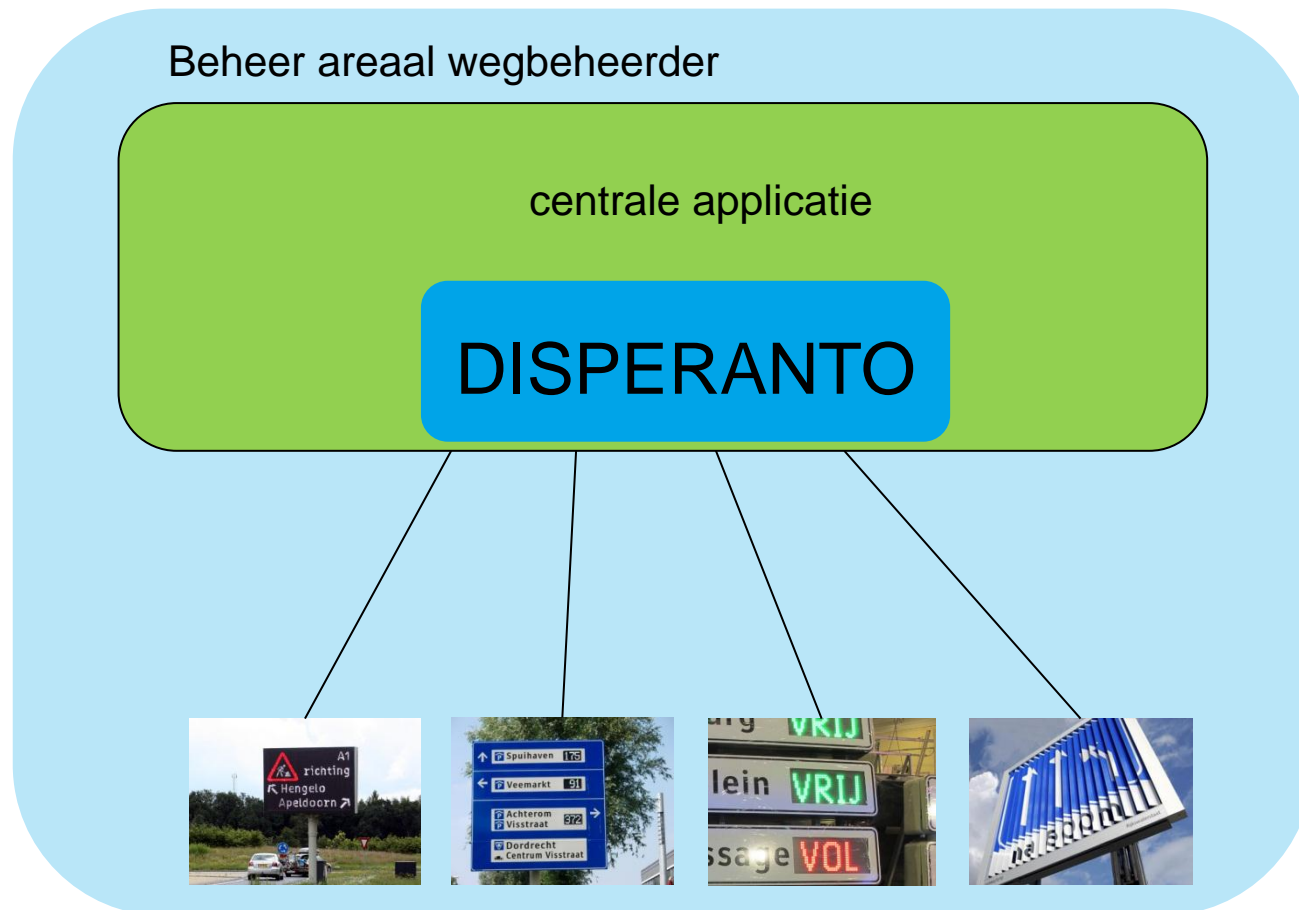 Beheer areaal wegbeheerder
centrale applicatie
DISPERANTO
A1
richting
Hengelo
Apeldoorn
P Spuihaven 175
P Veemarkt 91
P Achterom
P Visstraat 372
Dordrecht
Centrum Visstraat
VRIJ
lein VRIJ
ssage VOL